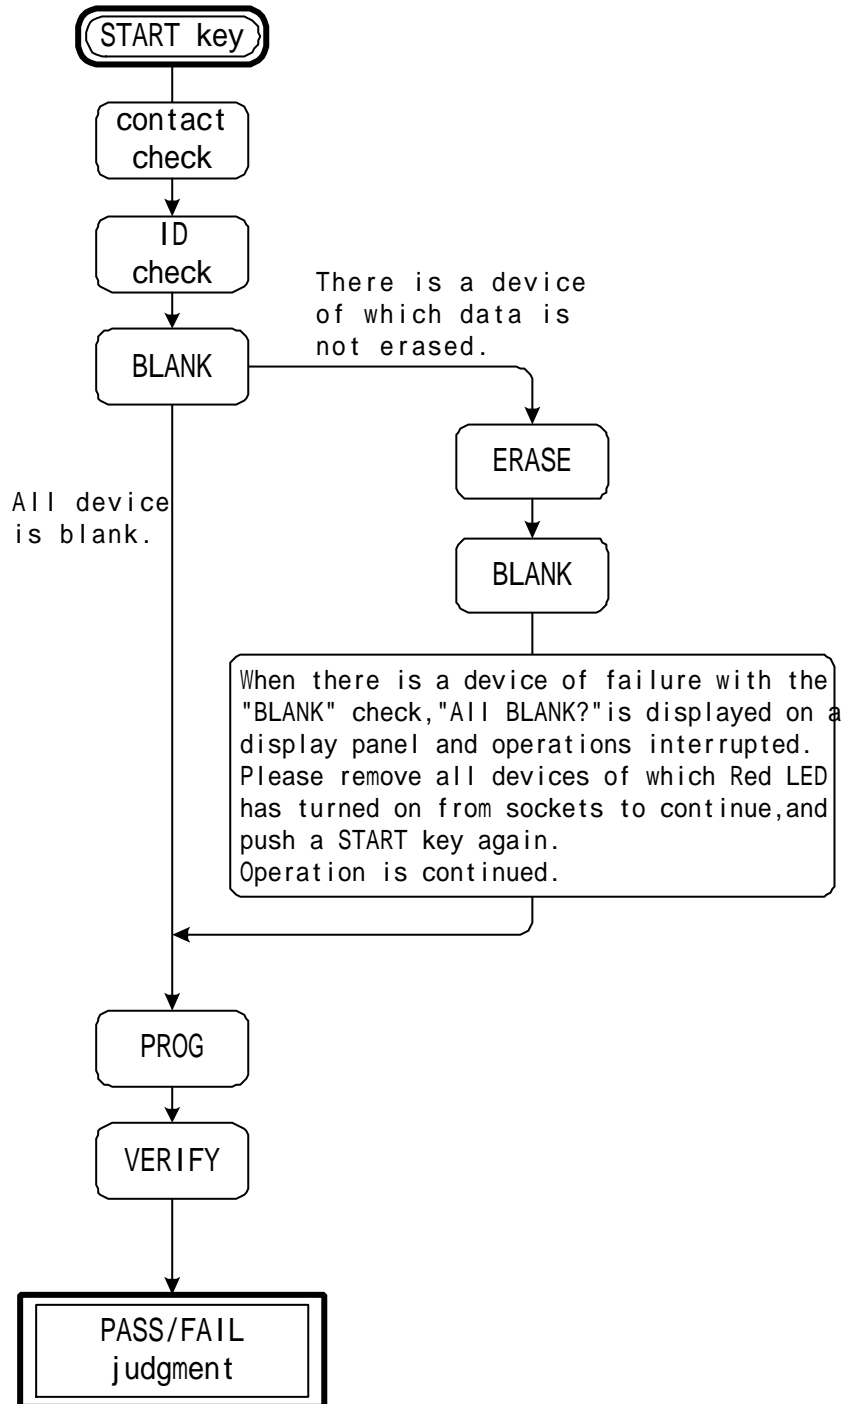 START key
contact
check
ID
check
There is a device
of which data is
not erased.
BLANK
ERASE
All device
is blank.
BLANK
When there is a device of failure with the
"BLANK" check,"All BLANK?"is displayed on a
display panel and operations interrupted.
Please remove all devices of which Red LED
has turned on from sockets to continue,and
push a START key again.
Operation is continued.
PROG
VERIFY
PASS/FAIL
judgment